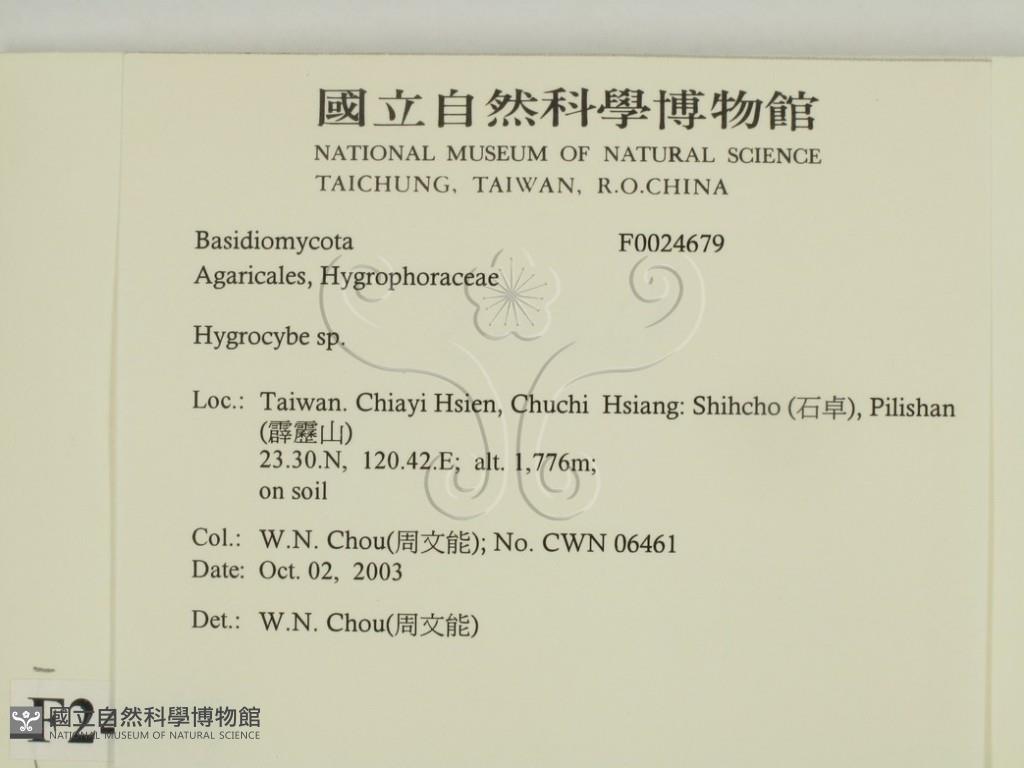 國立自然科學博物館
NATIONAL MUSEUM OF NATURAL SCIENCE
TAICHUNG, TAIWAN, R.O.CHINA
Basidiomycota F0024679
Agaricales, Hygrophoraceae
Hygrocybe sp.
Loc.: Taiwan. Chiayi Hsien, Chuchi Hsiang: Shihcho (石卓), Pilishan
(霹靂山)
23.30.N, 120.42.E; alt. 1,776m;
on soil
Col.: W.N. Chou(周文能); No. CWN 06461
Date: Oct. 02, 2003
Det.: W.N. Chou(周文能)
F2
國立自然科學博物館
NATIONAL MUSEUM OF NATURAL SCIENCE